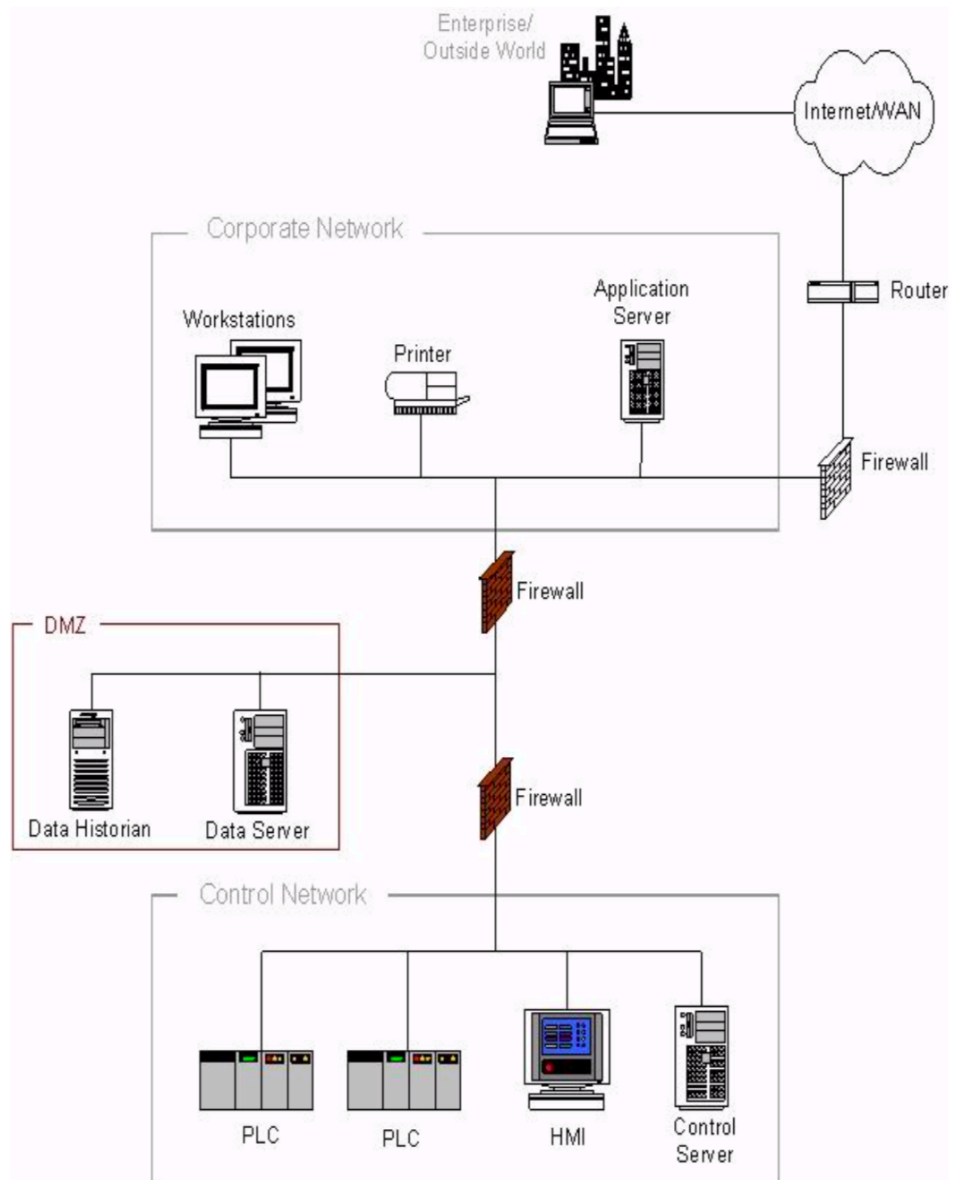 Enterprise/
Outside World
Internet/WAN
Corporate Network
Router
Application
Server
Workstations
Printer
Firewall
Firewall
DMZ
Firewall
Data Historian
Data Server
Control Network
PLC
PLC
HMI
Control
Server